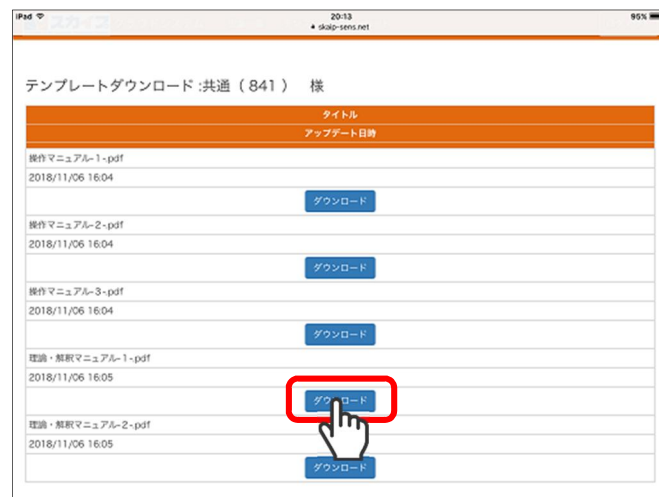 iPad 20:13 95%
skaip-sens.net
スカイプ
テンプレートダウンロード :共通（ 841 ） 様
タイトル
アップデート日時
操作マニュアル-1-.pdf
2018/11/06 16:04
ダウンロード
操作マニュアル-2-.pdf
2018/11/06 16:04
ダウンロード
操作マニュアル-3-.pdf
2018/11/06 16:04
ダウンロード
理論・解釈マニュアル-1-.pdf
2018/11/06 16:05
ダウンロード
理論・解釈マニュアル-2-.pdf
2018/11/06 16:05
ダウンロード